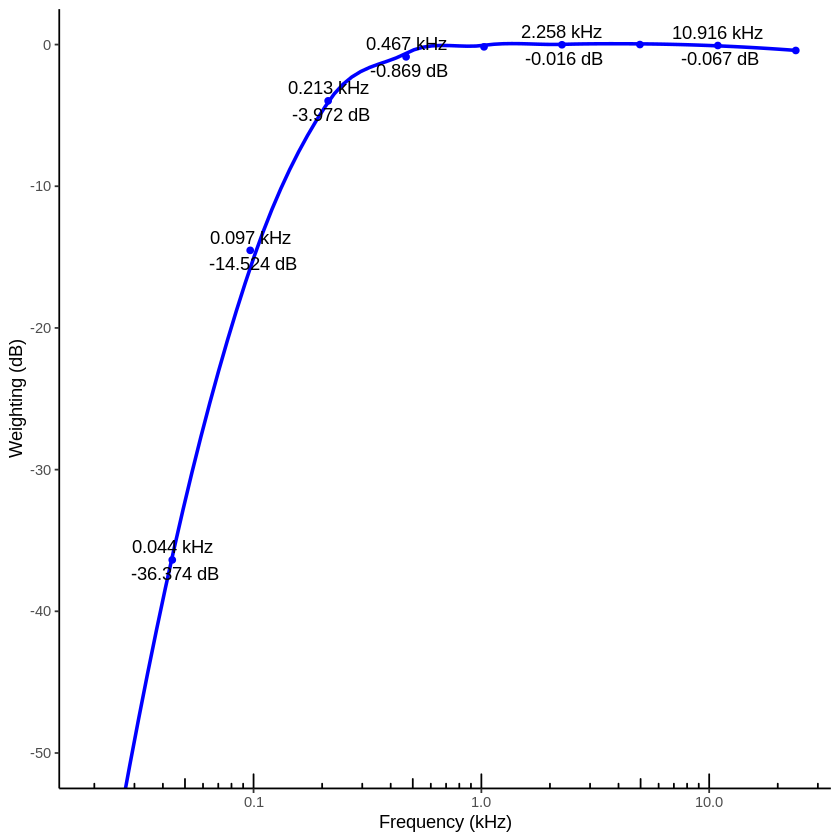 0.467 kHz
-0.869 dB
2.258 kHz
-0.016 dB
10.916 kHz
-0.067 dB
0.213 kHz
-3.972 dB
0.097 kHz
-14.524 dB
0.044 kHz
-36.374 dB
0
-10
-20
-30
-40
-50
Weighting (dB)
0.1
1.0
10.0
Frequency (kHz)